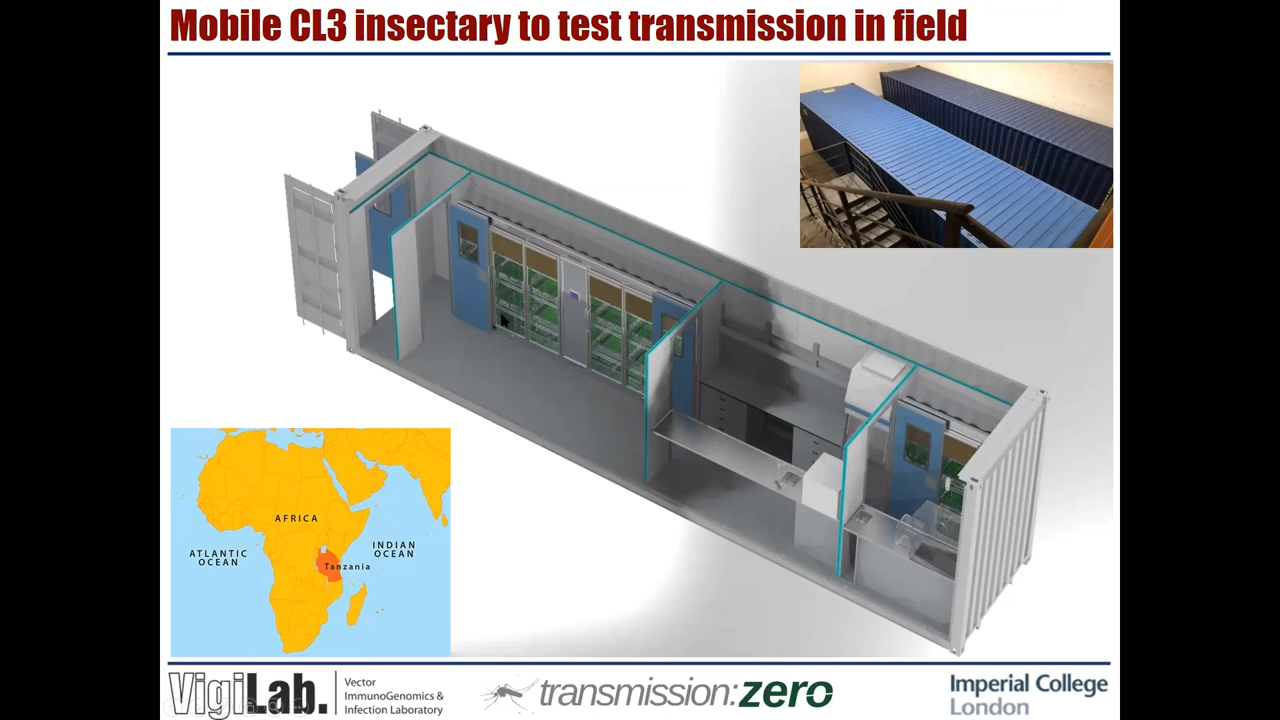 Mobile CL3 insectary to test transmission in field
AFRICA
ATLANTIC
OCEAN
INDIAN
OCEAN
Tanzania
VigiLab.
Vector
ImmunoGenomics &
Infection Laboratory
transmission:zero
Imperial College
London